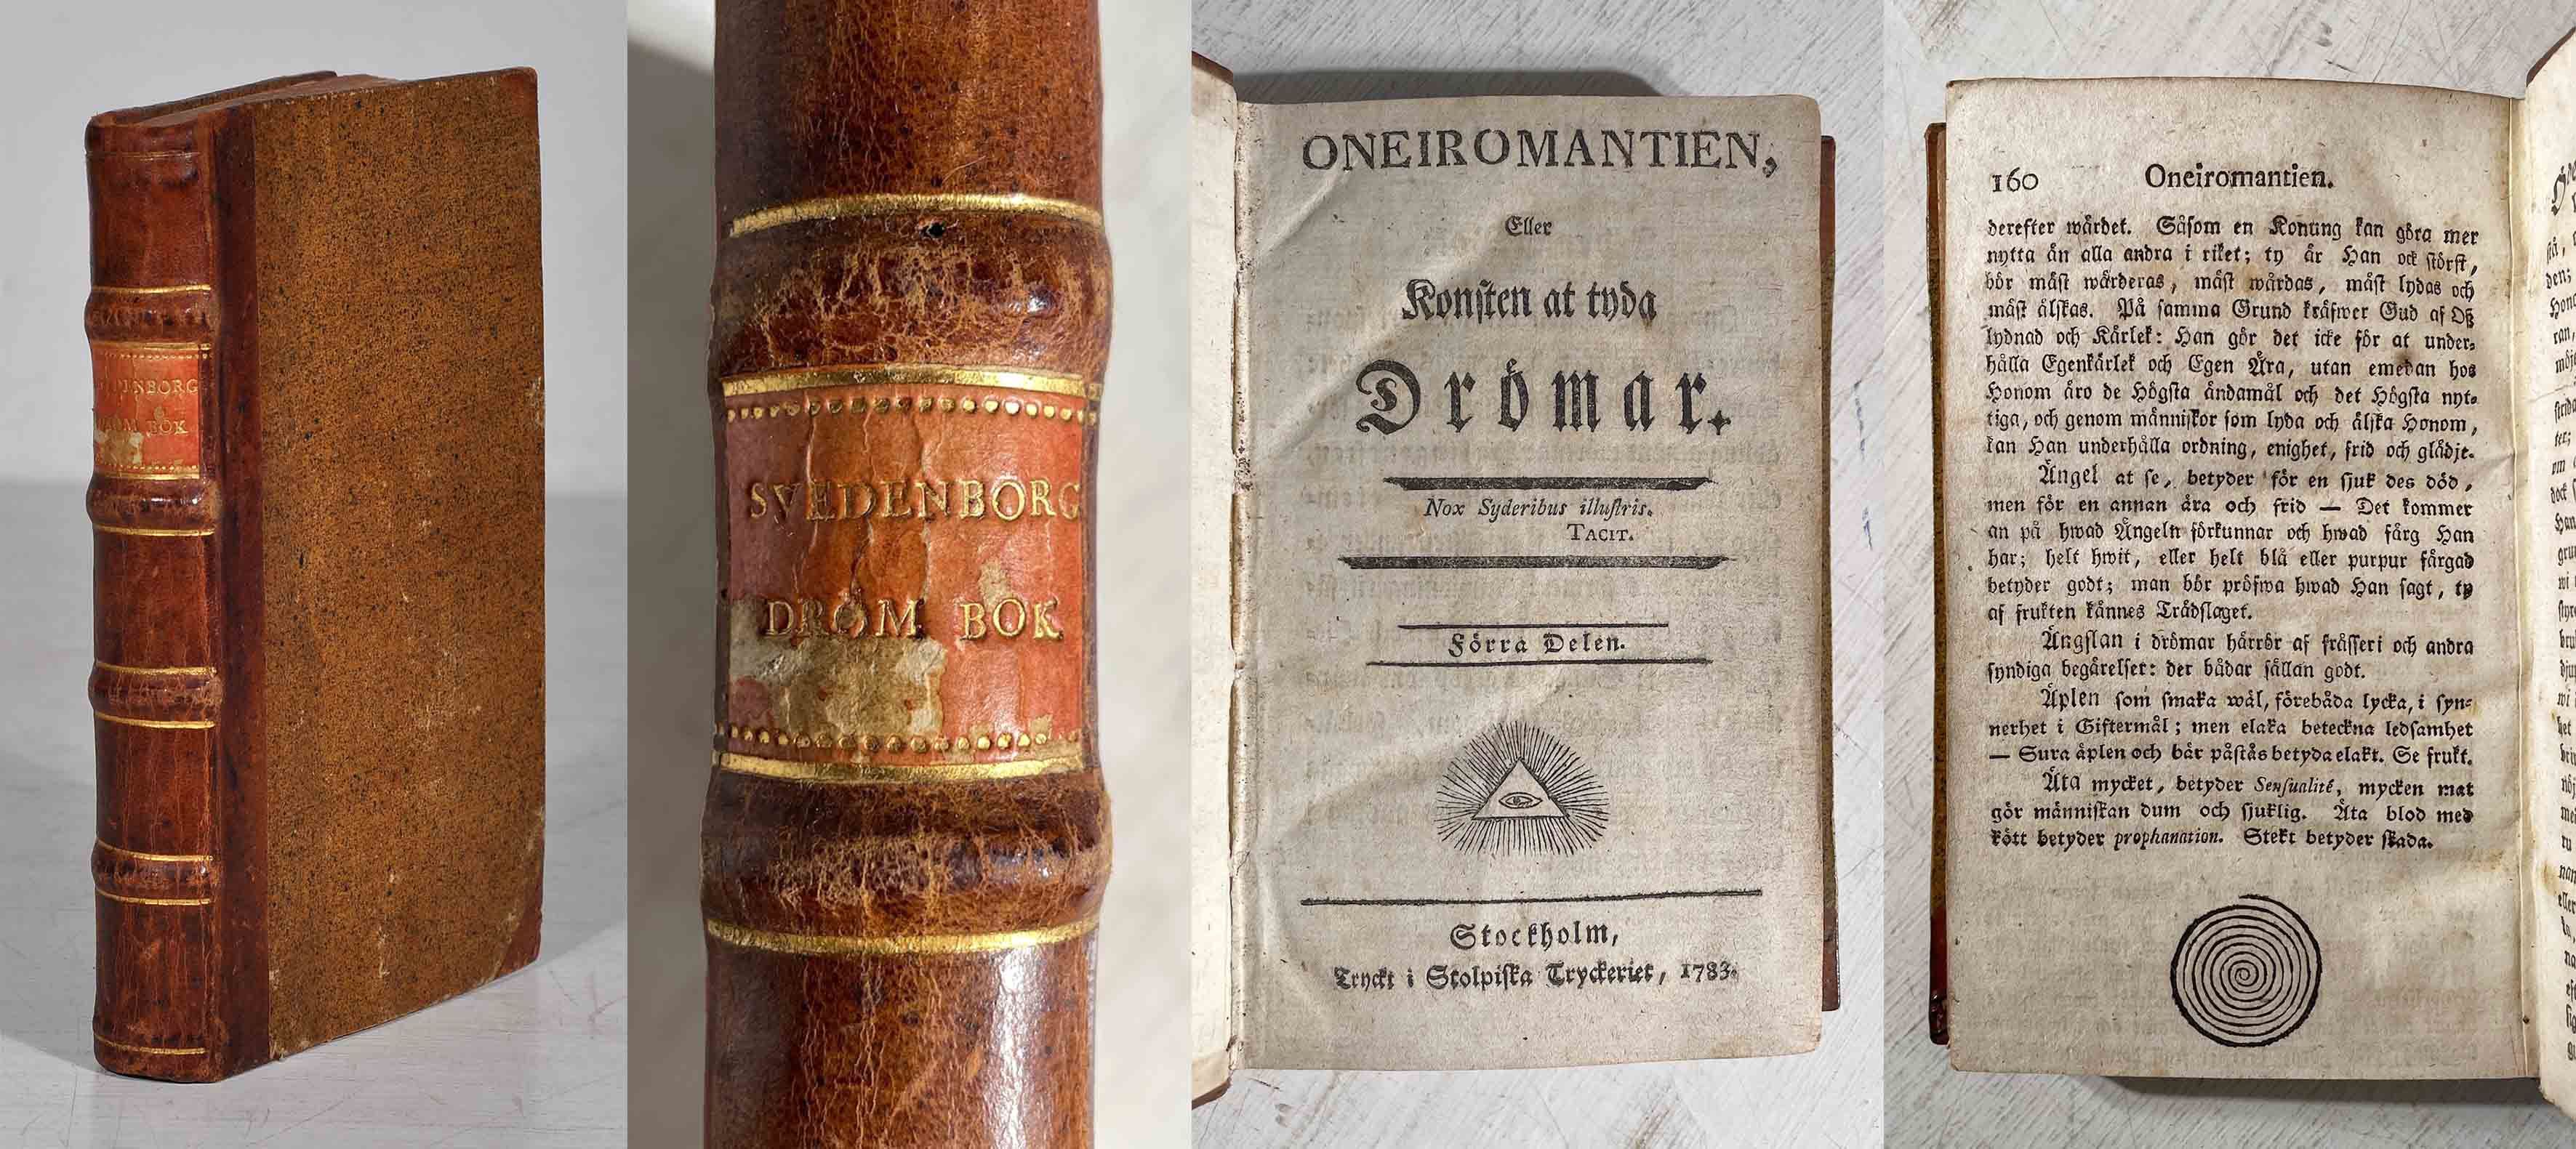 DENBORG
BOK
SVEDENBORG
DRÖM BOK
ONEIROMANTIEN,
Eller
Konsten at tyda
Drömar.
Nox Syderibus illustris.
TACIT.
Förra Delen.
Stockholm,
Tryckt i Stolpiska Tryckeriet, 1783.
160 Oneiromantien.
derefter wärdet. Såsom en Konung kan göra mer
nytta än alla andra i riket; ty är Han ock störst,
bör mäst wärderas, mäst wårdas, mäst lydas och
mäst älskas. På samma Grund kräfwer Gud af Oß
lydnad och Kärlek: Han gör det icke för at under-
hålla Egenkärlek och Egen Ära, utan emedan hos
Honom äro de Högsta ändamål och det Högsta nyt-
tiga, och genom människor som lyda och älska Honom,
kan Han underhålla ordning, enighet, frid och glädje.
Ängel at se, betyder för en sjuk des död,
men för en annan ära och frid — Det kommer
an på hwad Ängeln förkunnar och hwad färg Han
har; helt hwit, eller helt blå eller purpur färgad
betyder godt; man bör pröfwa hwad Han sagt, ty
af frukten kännes Trädslaget.
Ängslan i drömar härrör af frässeri och andra
syndiga begärelser: der bådar sällan godt.
Äplen som smaka wäl, förebåda lycka, i syn-
nerhet i Giftermål; men elaka beteckna ledsamhet
— Sura äplen och bär påstås betyda elakt. Se frukt.
Äta mycket, betyder Sensualité, mycken mat
gör människan dum och sjuklig. Äta blod med
kött betyder prophanation. Stekt betyder skada.